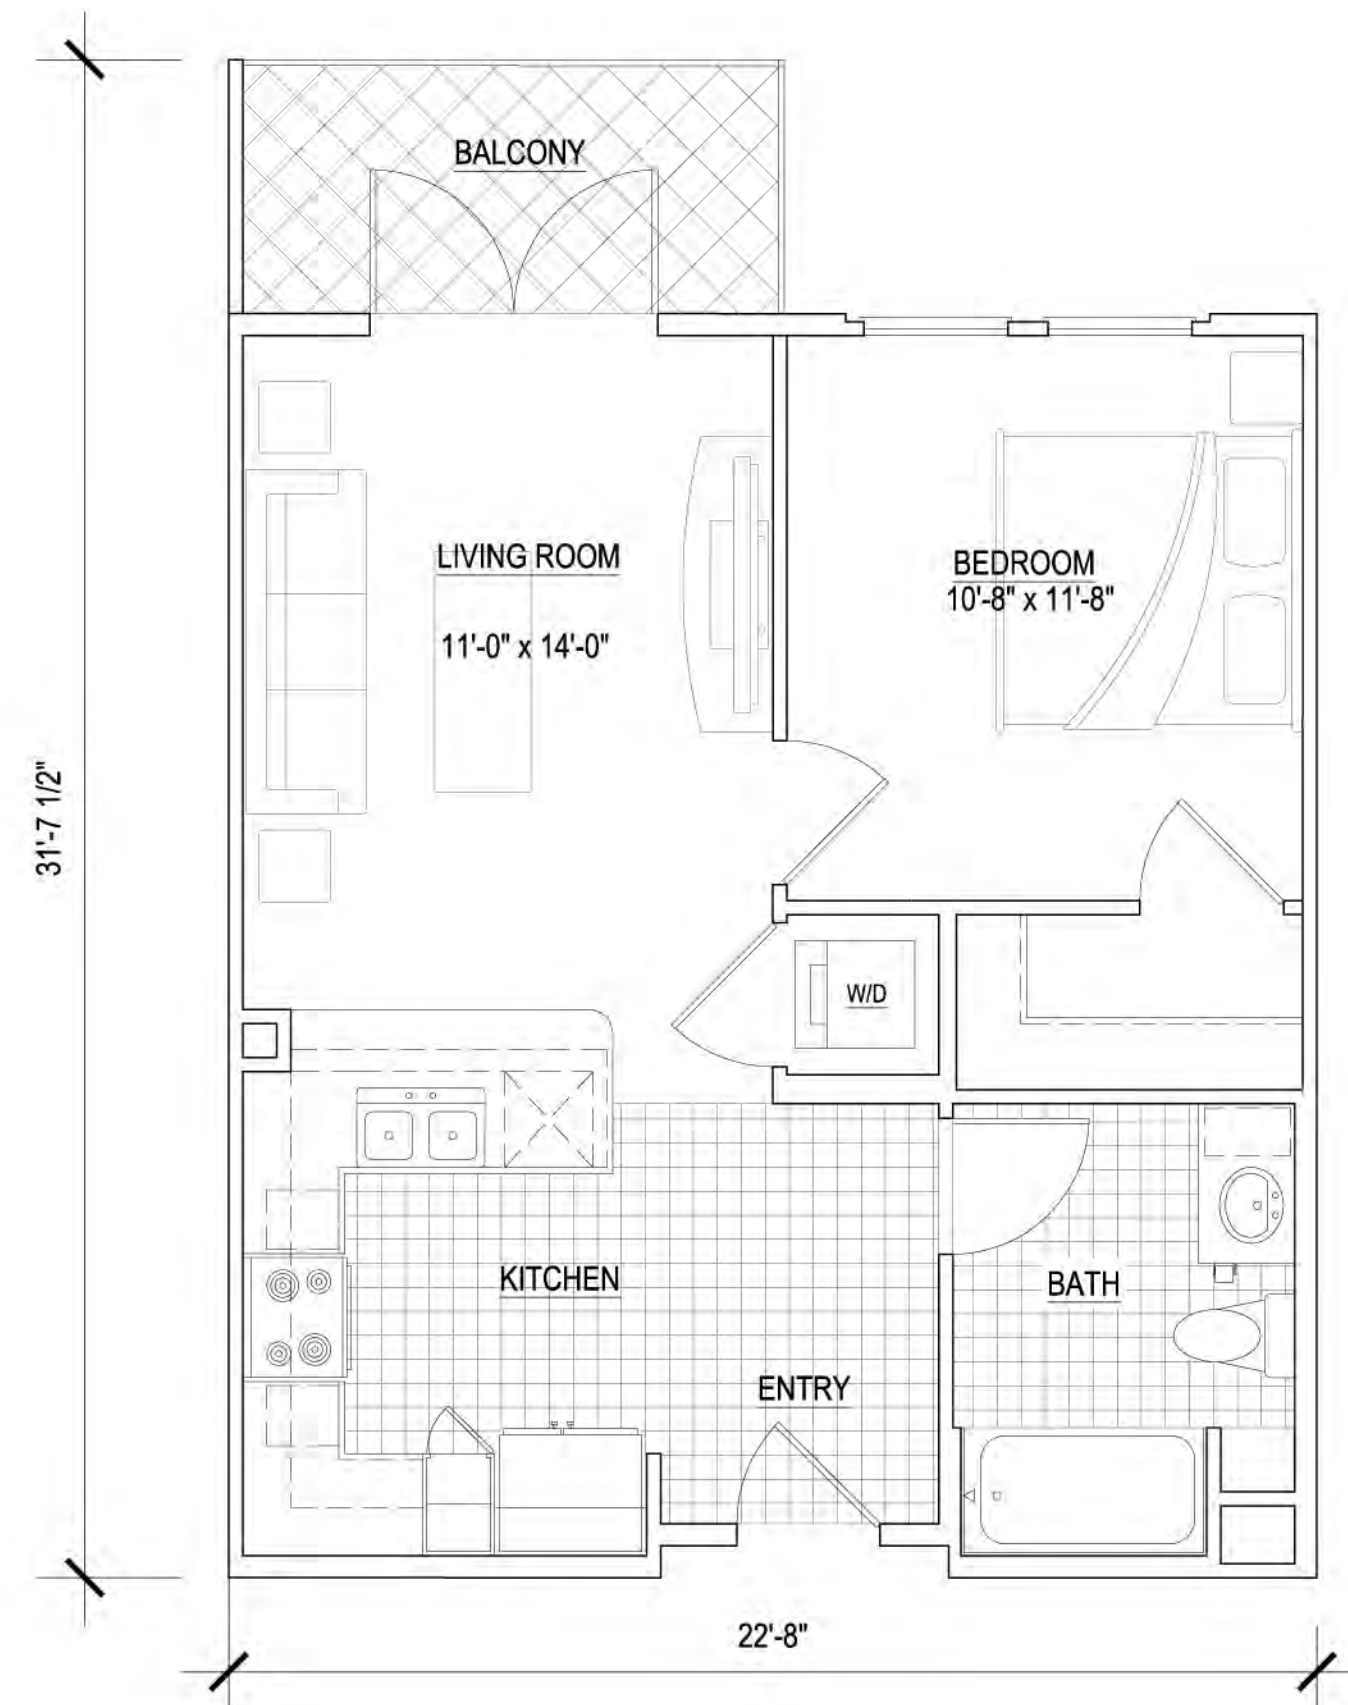 BALCONY
LIVING ROOM
11'-0" x 14'-0"
BEDROOM
10'-8" x 11'-8"
31'-7 1/2"
W/D
KITCHEN
BATH
ENTRY
22'-8"